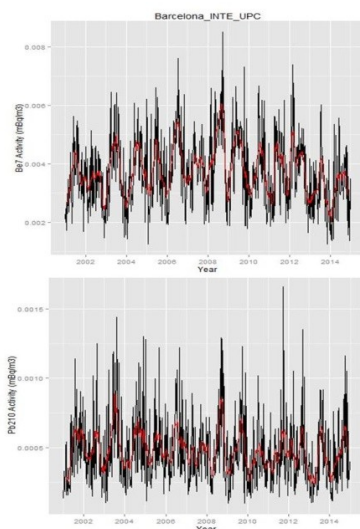 Barcelona_INTE_UPC
Be7 Activity (mBq/m3)
0.008
0.006
0.004
0.002
2002 2004 2006 2008 2010 2012 2014
Year
Pb210 Activity (mBq/m3)
0.0015
0.0010
0.0005
2002 2004 2006 2008 2010 2012 2014
Year